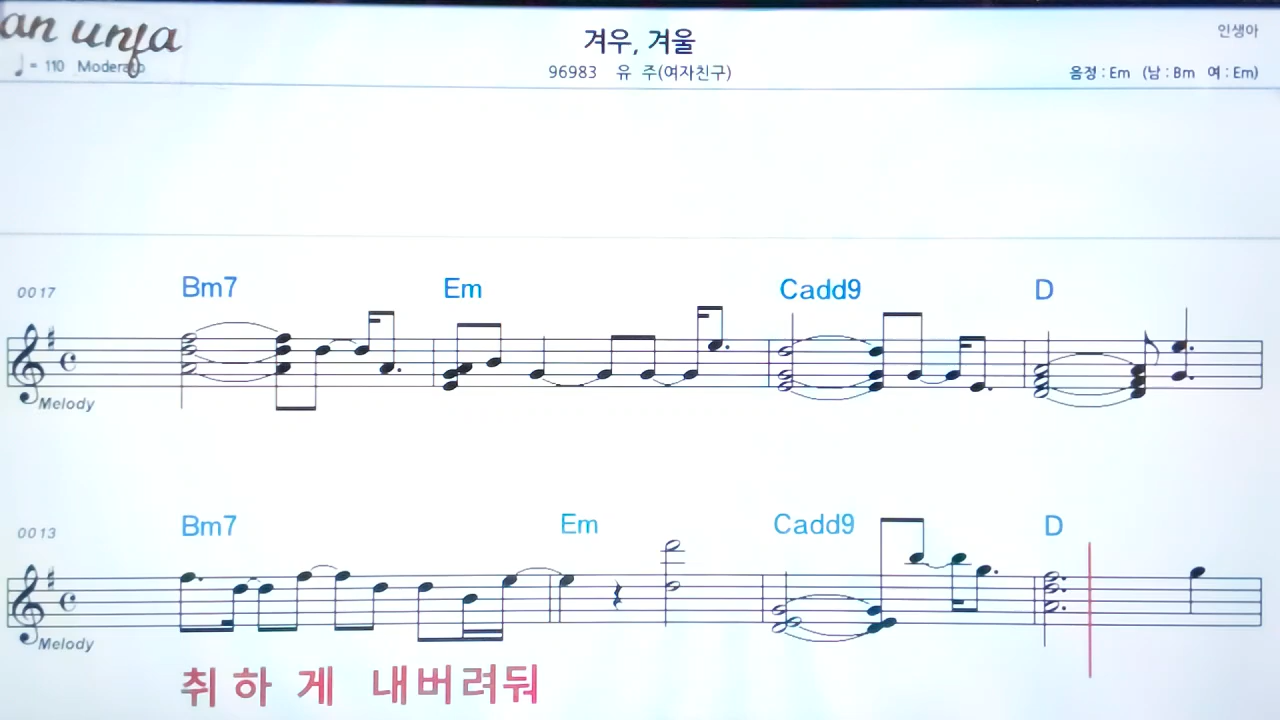 an unfa
겨우, 겨울
인생아
♩= 110 Moderato
96983 유 주(여자친구)
음정 : Em (남 : Bm 여 : Em)
0017
Bm7 Em Cadd9 D
Melody
0013
Bm7 Em Cadd9 D
Melody
취하게 내버려둬